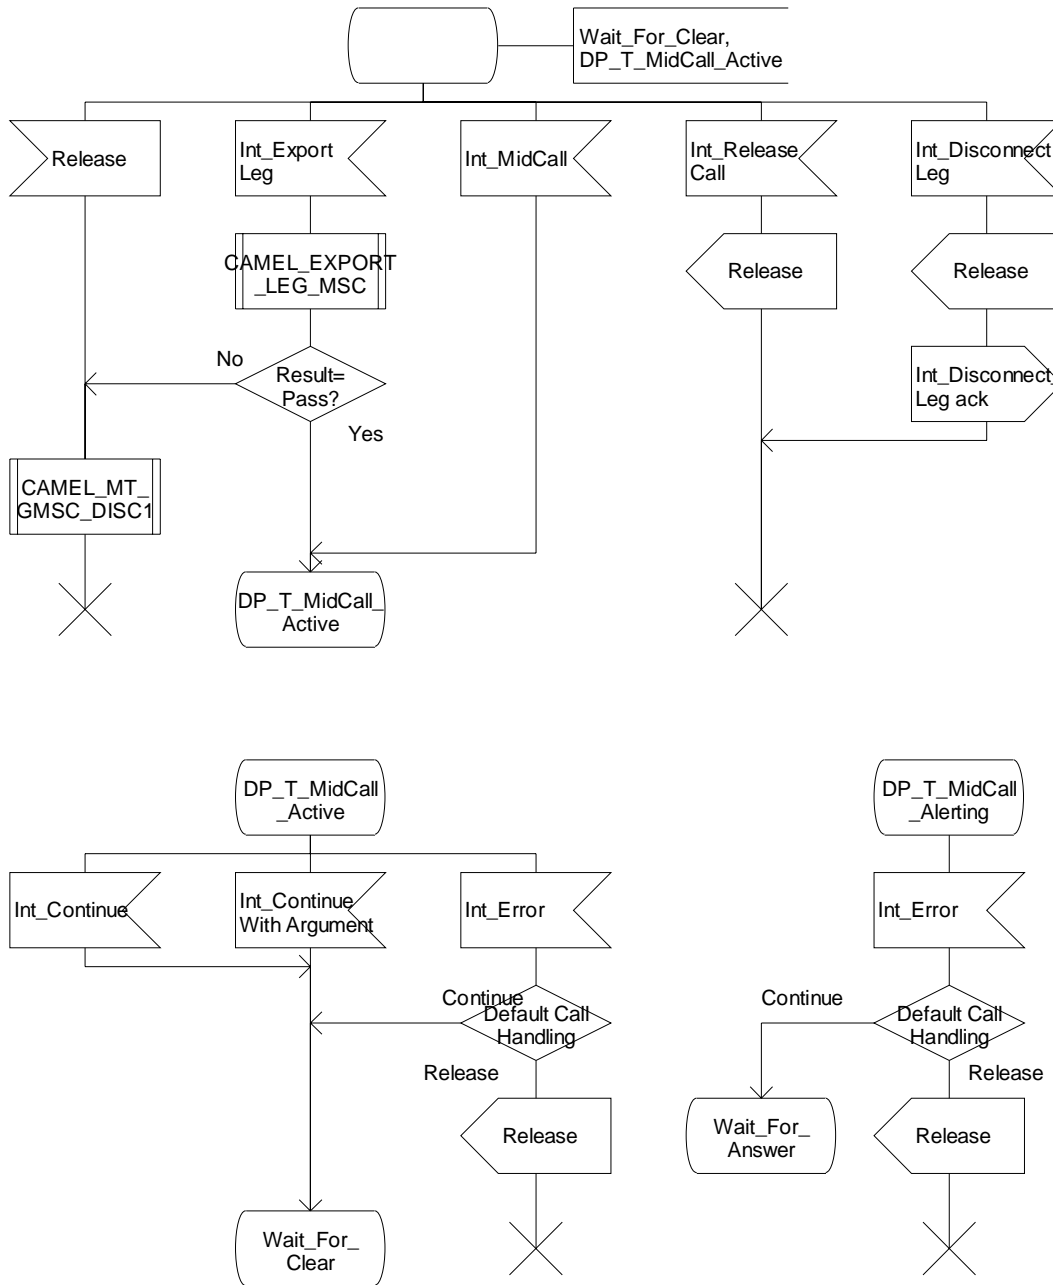 Wait_For_Clear,
DP_T_MidCall_Active
Release
Int_Export
Leg
Int_MidCall
Int_Release
Call
Int_Disconnect
Leg
CAMEL_EXPORT
_LEG_MSC
Release
Release
No
Result=
Pass?
Yes
Int_Disconnect_
Leg ack
CAMEL_MT_
GMSC_DISC1
DP_T_MidCall_
Active
DP_T_MidCall
_Active
DP_T_MidCall
_Alerting
Int_Continue
Int_Continue
With Argument
Int_Error
Int_Error
Continue
Default Call
Handling
Release
Continue
Default Call
Handling
Release
Release
Wait_For_
Answer
Release
Wait_For_
Clear